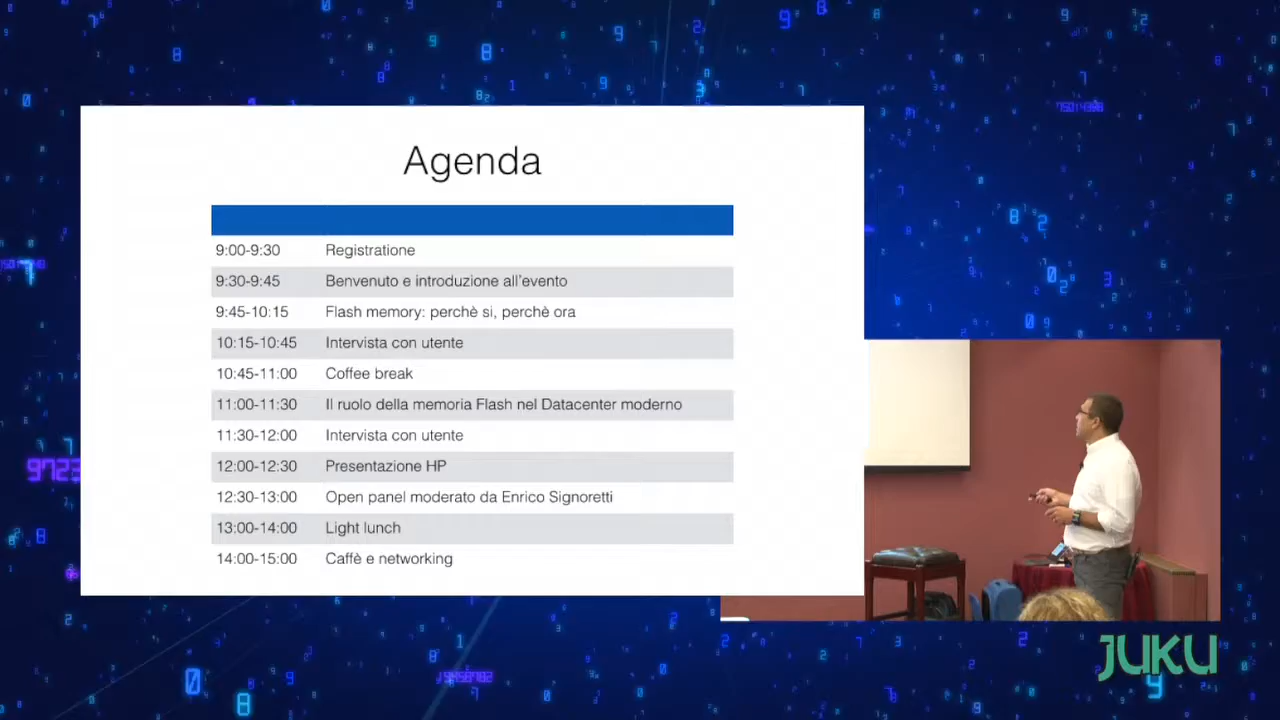 Agenda
9:00-9:30 Registratione
9:30-9:45 Benvenuto e introduzione all'evento
9:45-10:15 Flash memory: perchè si, perchè ora
10:15-10:45 Intervista con utente
10:45-11:00 Coffee break
11:00-11:30 Il ruolo della memoria Flash nel Datacenter moderno
11:30-12:00 Intervista con utente
12:00-12:30 Presentazione HP
12:30-13:00 Open panel moderato da Enrico Signoretti
13:00-14:00 Light lunch
14:00-15:00 Caffè e networking
JUKU